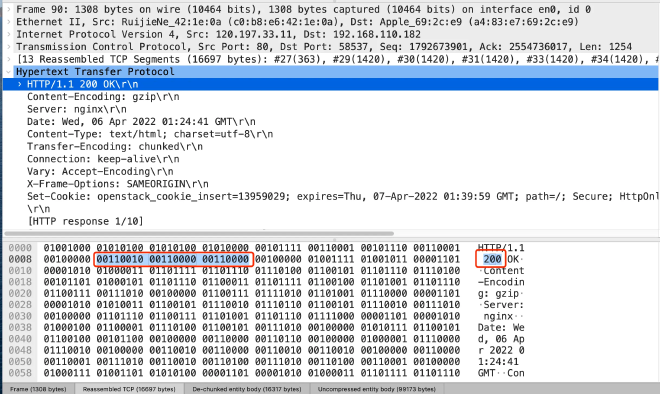 Frame 90: 1308 bytes on wire (10464 bits), 1308 bytes captured (10464 bits) on interface en0, id 0
Ethernet II, Src: RuijieNe_42:1e:0a (c0:b8:e6:42:1e:0a), Dst: Apple_69:2c:e9 (a4:83:e7:69:2c:e9)
Internet Protocol Version 4, Src: 120.197.33.11, Dst: 192.168.110.182
Transmission Control Protocol, Src Port: 80, Dst Port: 58537, Seq: 1792673901, Ack: 2554736017, Len: 1254
[13 Reassembled TCP Segments (16697 bytes): #27(363), #29(1420), #30(1420), #31(1420), #33(1420), #34(1420),
Hypertext Transfer Protocol
HTTP/1.1 200 OK\r\n
Content-Encoding: gzip\r\n
Server: nginx\r\n
Date: Wed, 06 Apr 2022 01:24:41 GMT\r\n
Content-Type: text/html; charset=utf-8\r\n
Transfer-Encoding: chunked\r\n
Connection: keep-alive\r\n
Vary: Accept-Encoding\r\n
X-Frame-Options: SAMEORIGIN\r\n
Set-Cookie: openstack_cookie_insert=13959029; expires=Thu, 07-Apr-2022 01:39:59 GMT; path=/; Secure; HttpOnl
\r\n
[HTTP response 1/10]
0000 01001000 01010100 01010100 01010000 00101111 00110001 00101110 00110001 HTTP/1.1
0008 00100000 00110010 00110000 00110000 00100000 01001111 01001011 00001101 200 OK·
0010 00001010 01000011 01101111 01101110 01110100 01100101 01101110 01110100 ·Content
0018 00101101 01000101 01101110 01100011 01101111 01100100 01101001 01101110 -Encodin
0020 01100111 00111010 00100000 01100111 01111010 01101001 01110000 00001101 g: gzip·
0028 00001010 01010011 01100101 01110010 01110110 01100101 01110010 00111010 ·Server:
0030 00100000 01101110 01100111 01101001 01101110 01111000 00001101 00001010 nginx··
0038 01000100 01100001 01110100 01100101 00111010 00100000 01010111 01100101 Date: We
0040 01100100 00101100 00100000 00110000 00110110 00100000 01000001 01110000 d, 06 Ap
0048 01110010 00100000 00110010 00110000 00110010 00110010 00100000 00110000 r 2022 0
0050 00110001 00111010 00110010 00110100 00111010 00110100 00110001 00100000 1:24:41
0058 01000111 01001101 01010100 00001101 00001010 01000011 01101111 01101110 GMT··Con
Frame (1308 bytes) Reassembled TCP (16697 bytes) De-chunked entity body (16317 bytes) Uncompressed entity body (99173 bytes)